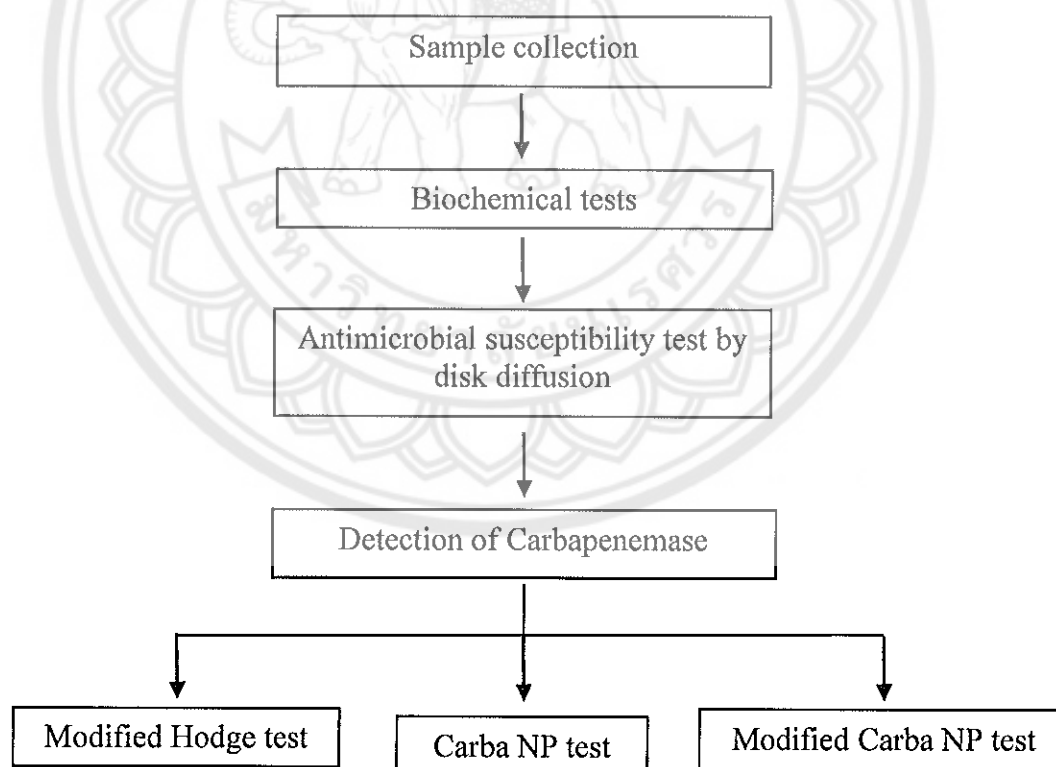 Sample collection
Biochemical tests
Antimicrobial susceptibility test by
disk diffusion
Detection of Carbapenemase
Modified Hodge test
Carba NP test
Modified Carba NP test